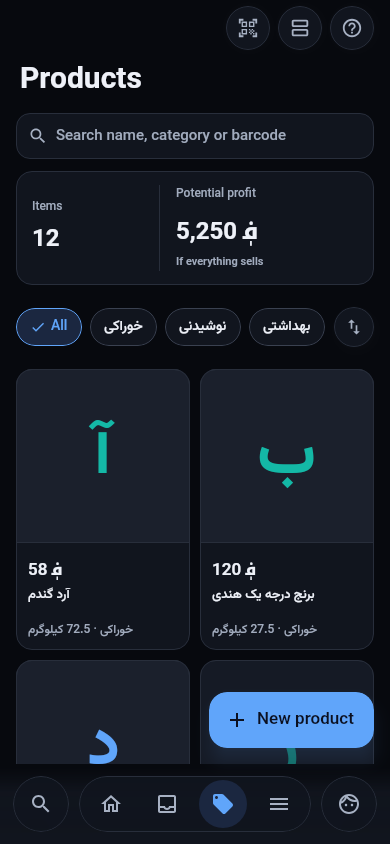 Products
Search name, category or barcode
Items
12
Potential profit
5,250 ؋
If everything sells
All
خوراکی
نوشیدنی
بهداشتی
آ
ب
58 ؋
آرد گندم
خوراکی · 72.5 کیلوگرم
120 ؋
برنج درجه یک هندی
خوراکی · 27.5 کیلوگرم
د
New product